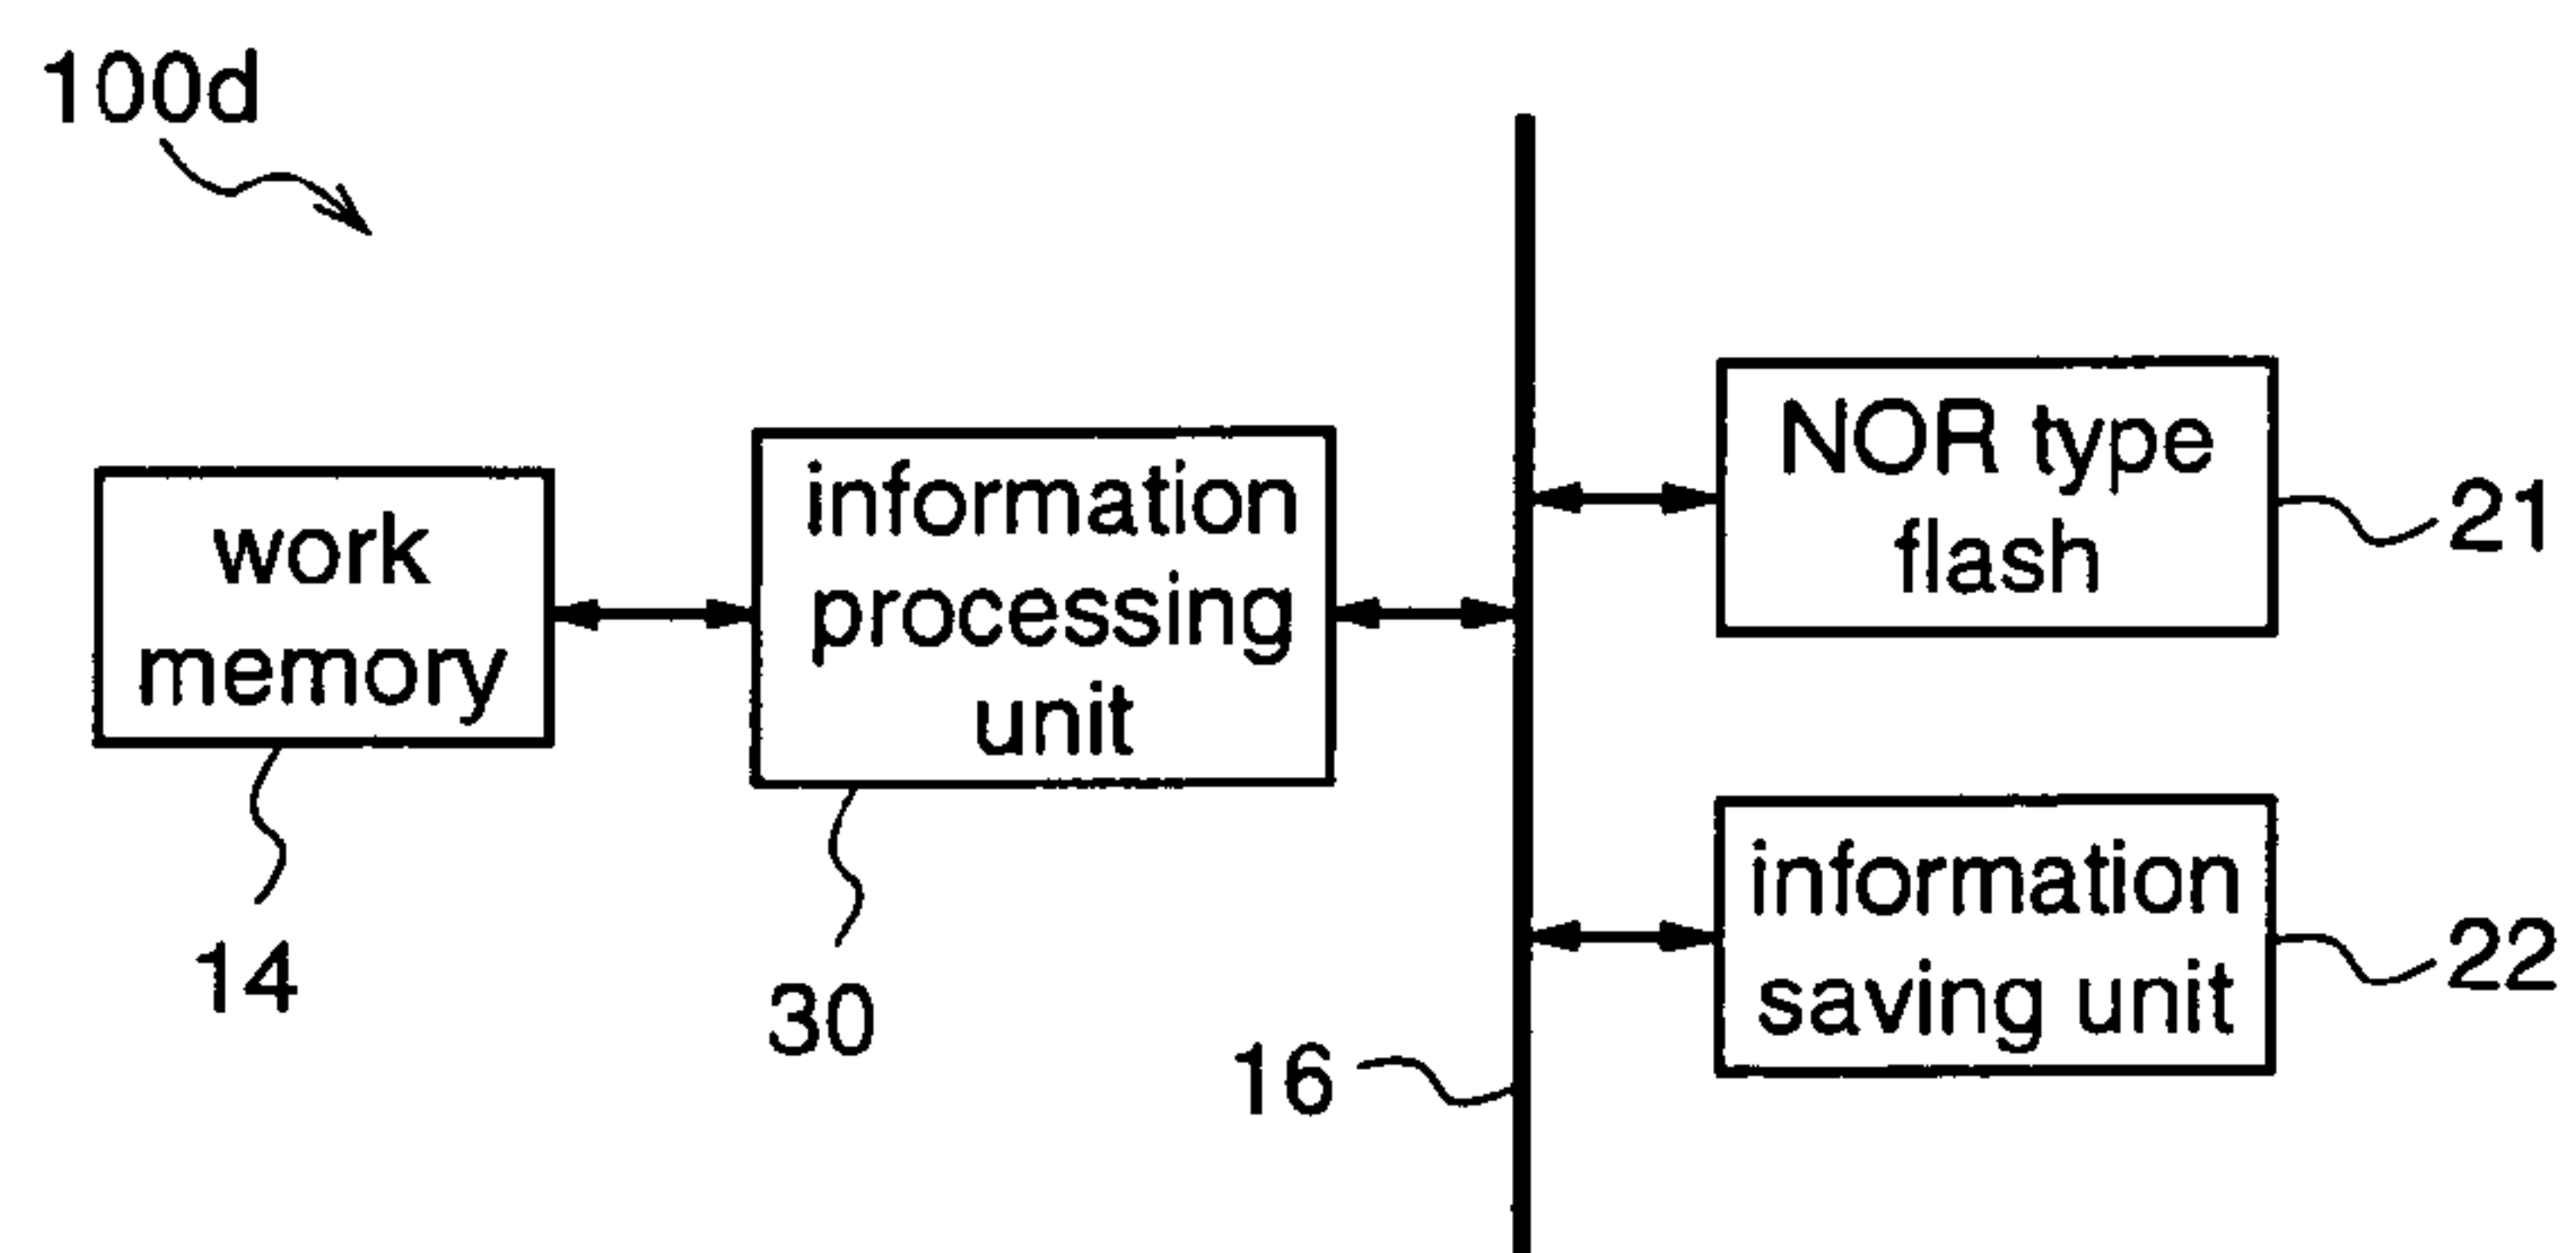 100d
work
memory
14
information
processing
unit
30
16
NOR type
flash
21
information
saving unit
22